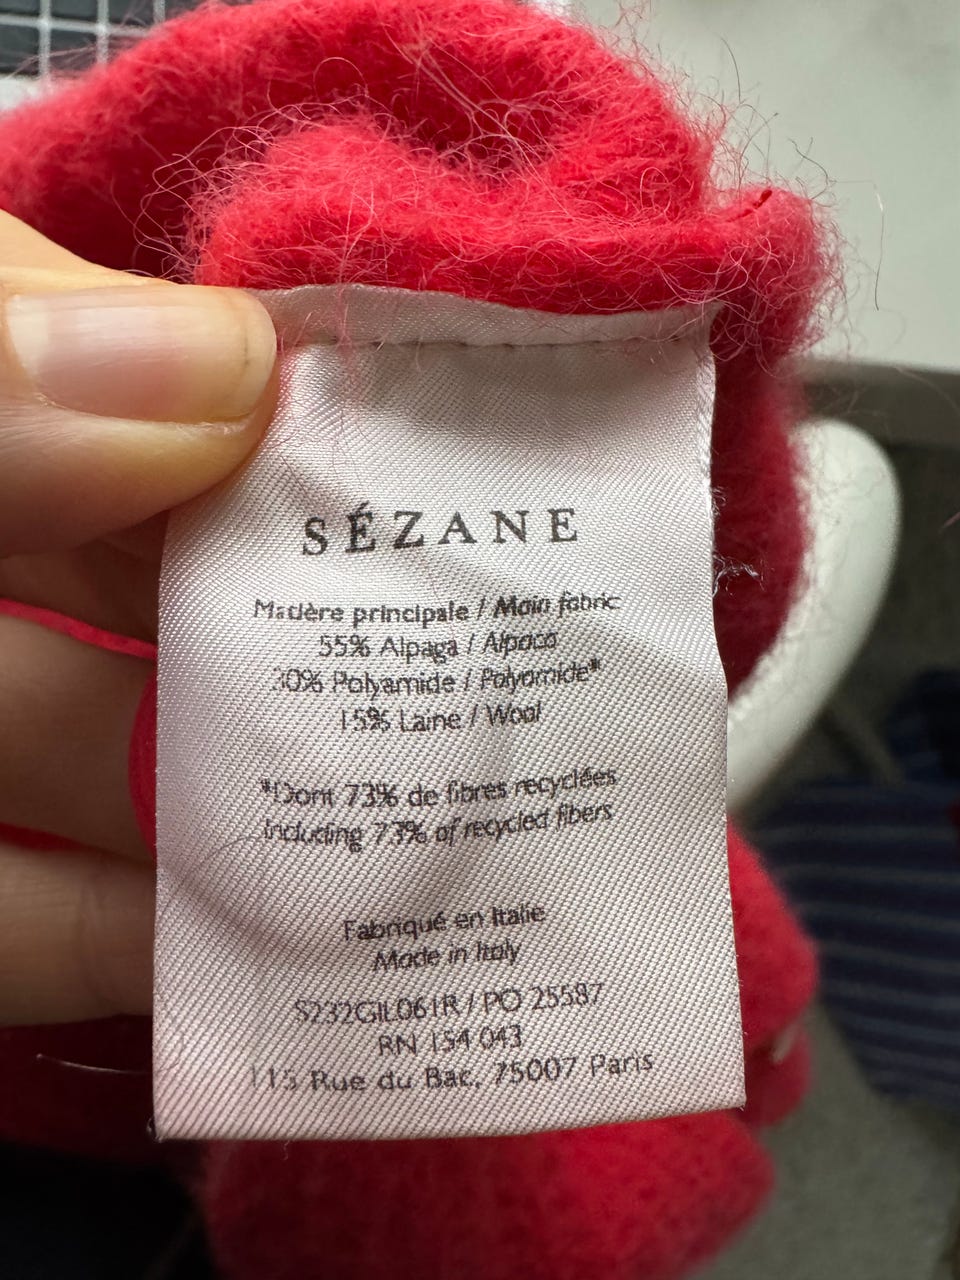 SÉZANE
Matière principale / Main fabric
55% Alpaga / Alpaca
30% Polyamide / Polyamide*
15% Laine / Wool
*Dont 73% de fibres recyclées
Including 73% of recycled fibers
Fabriqué en Italie
Made in Italy
S232GIL061R / PO 25587
RN 154 043
115 Rue du Bac, 75007 Paris